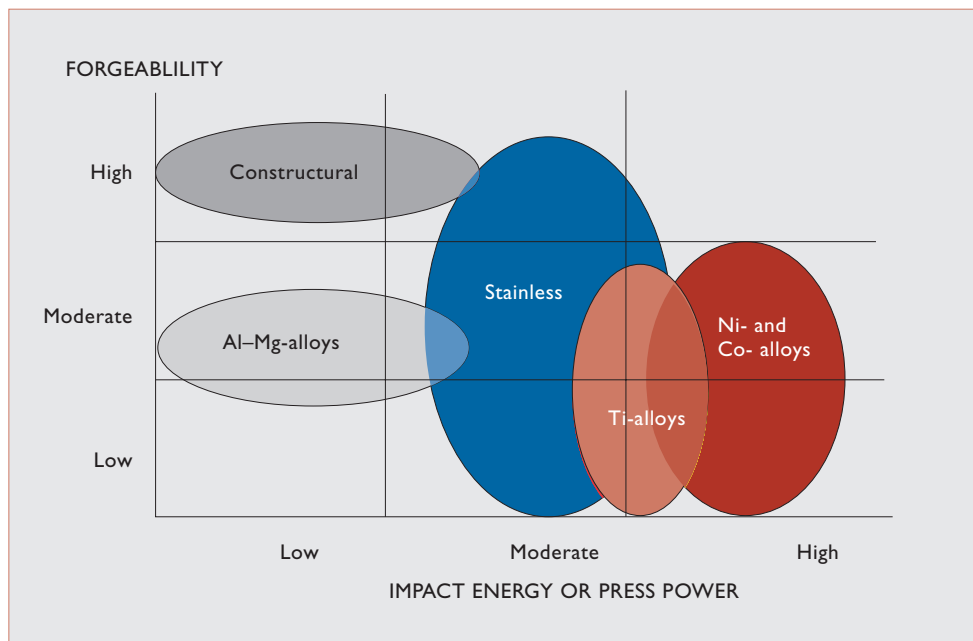 FORGEABLILITY
High
Constructural
Moderate
Stainless
Al–Mg-alloys
Ni- and
Co- alloys
Ti-alloys
Low
Low
Moderate
High
IMPACT ENERGY OR PRESS POWER